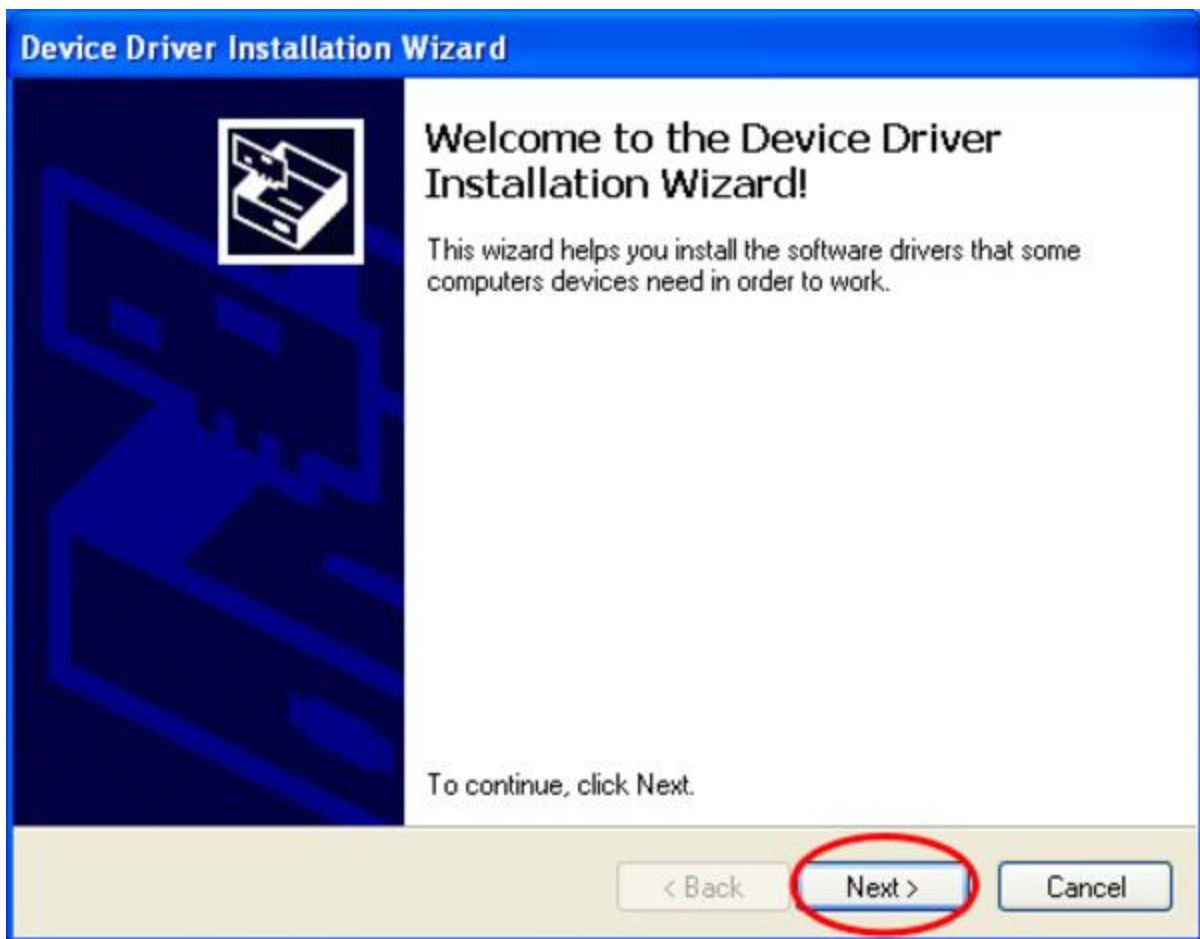 Device Driver Installation Wizard
Welcome to the Device Driver
Installation Wizard!
This wizard helps you install the software drivers that some
computers devices need in order to work.
To continue, click Next.
< Back
Next >
Cancel